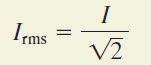 I_rms = I / √2